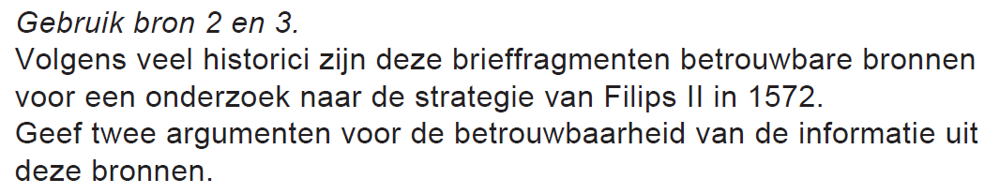 Gebruik bron 2 en 3.
Volgens veel historici zijn deze brieffragmenten betrouwbare bronnen
voor een onderzoek naar de strategie van Filips II in 1572.
Geef twee argumenten voor de betrouwbaarheid van de informatie uit
deze bronnen.